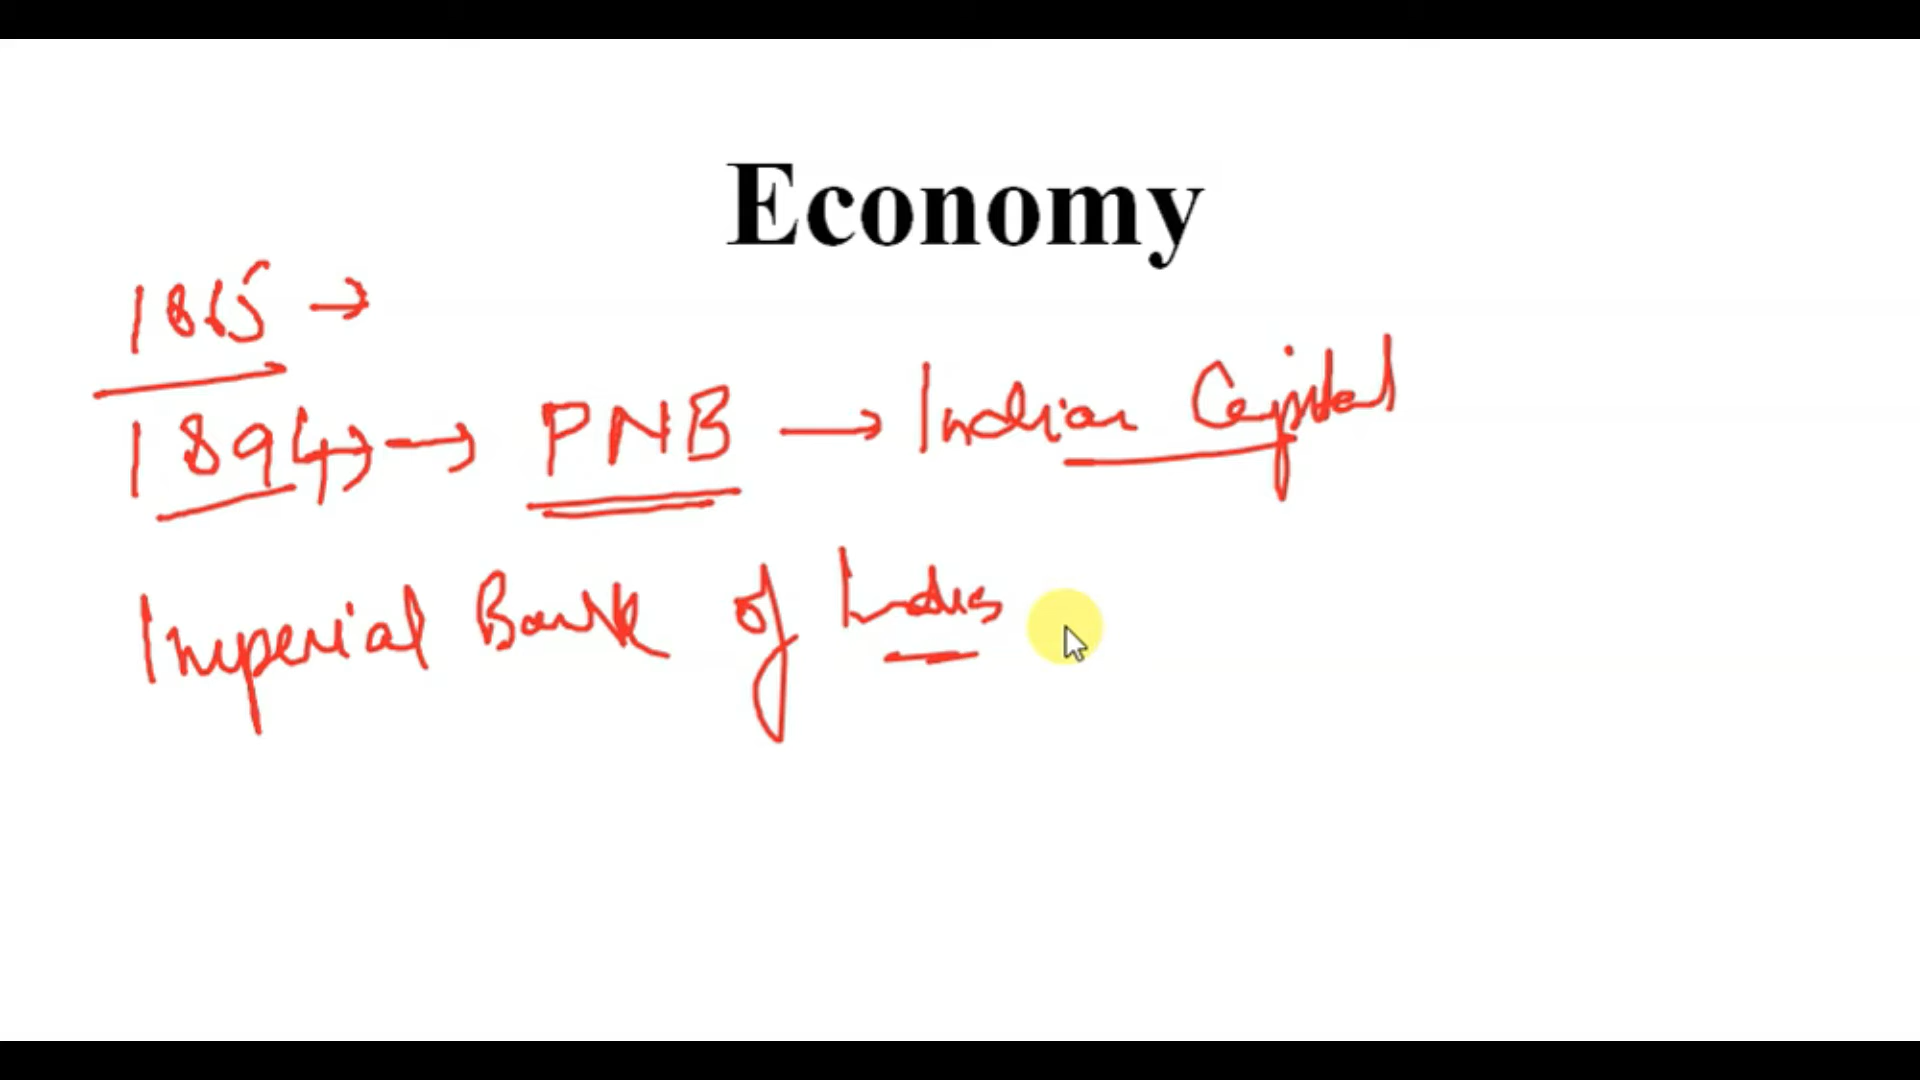 Economy
1865 →
1894 → → PNB → Indian Capital
Imperial Bank of India